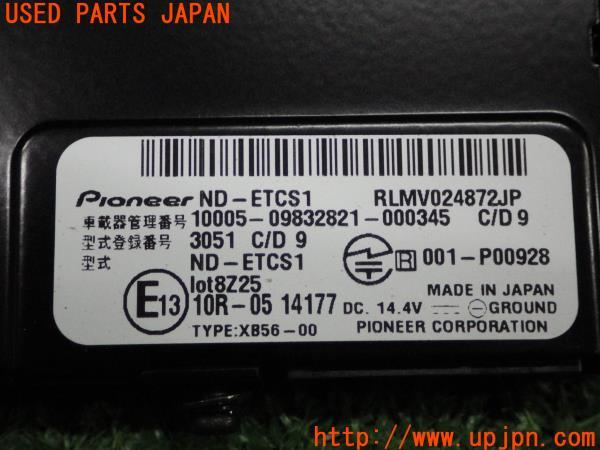 USED PARTS JAPAN
Pioneer ND-ETCS1 RLMV024872JP
車載器管理番号 10005-09832821-000345 C/D 9
型式登録番号 3051 C/D 9
型式 ND-ETCS1 R 001-P00928
lot8Z25
E13 10R-05 14177 DC. 14.4V MADE IN JAPAN GROUND
TYPE:XB56-00 PIONEER CORPORATION
http://www.upjpn.com/